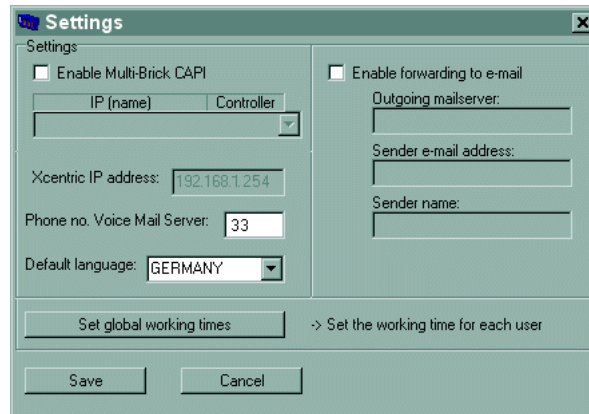 Settings
Settings
Enable Multi-Brick CAPI
IP (name) Controller
Xcentric IP address: 192.168.1.254
Phone no. Voice Mail Server: 33
Default language: GERMANY
Enable forwarding to e-mail
Outgoing mailserver:
Sender e-mail address:
Sender name:
Set global working times -> Set the working time for each user
Save Cancel